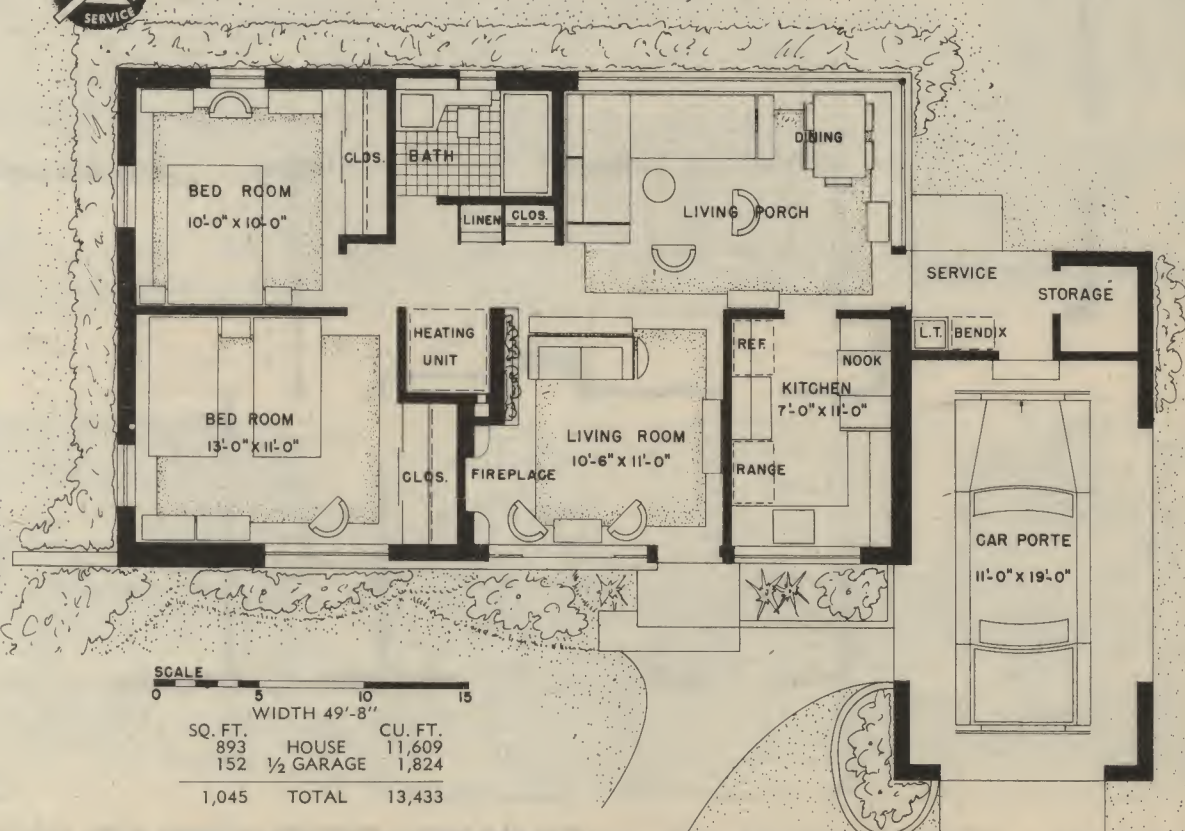 SERVICE
BED ROOM
10'-0" X 10'-0"
CLOS.
BATH
LINEN
CLOS.
DINING
LIVING PORCH
SERVICE
STORAGE
L.T.
BENDIX
HEATING
UNIT
REF.
NOOK
KITCHEN
7'-0" X 11'-0"
RANGE
BED ROOM
13'-0" X 11'-0"
CLOS.
FIREPLACE
LIVING ROOM
10'-6" X 11'-0"
CAR PORTE
11'-0" X 19'-0"
SCALE
0 5 10 15
WIDTH 49'-8"
SQ. FT. CU. FT.
893 HOUSE 11,609
152 ½ GARAGE 1,824
1,045 TOTAL 13,433